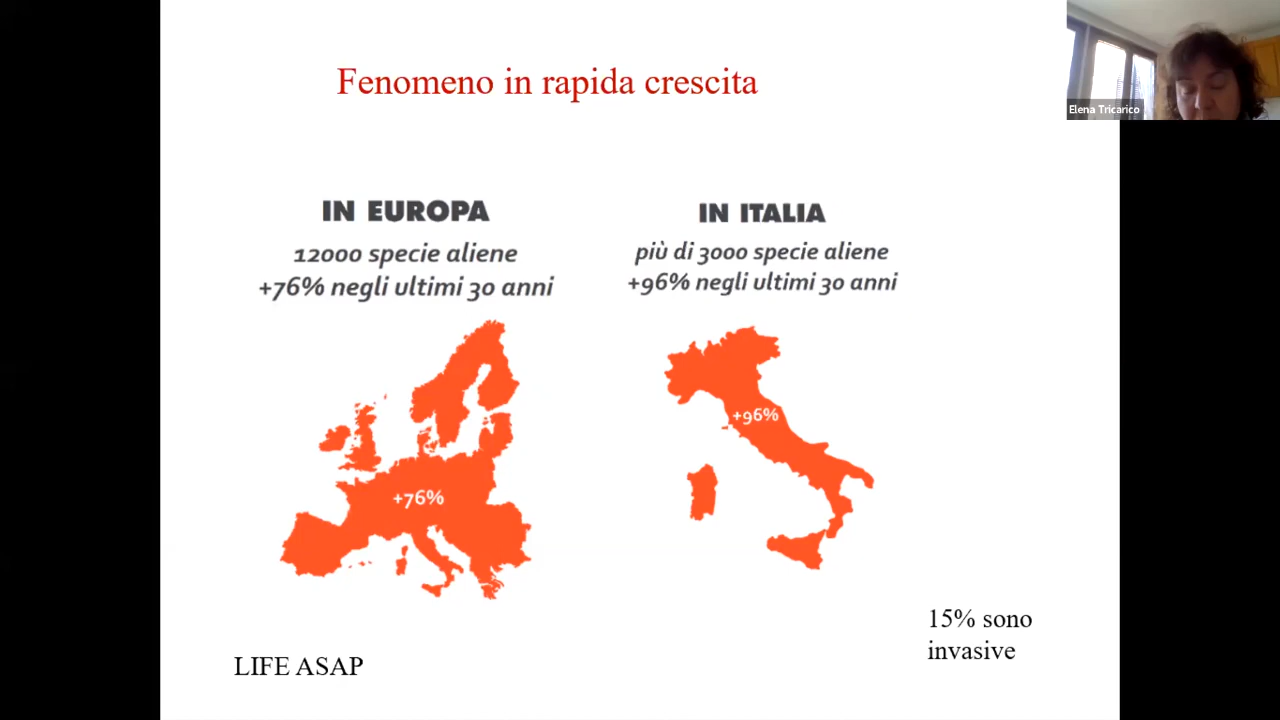 Fenomeno in rapida crescita
Elena Tricarico
IN EUROPA
12000 specie aliene
+76% negli ultimi 30 anni
+76%
IN ITALIA
più di 3000 specie aliene
+96% negli ultimi 30 anni
+96%
15% sono
invasive
LIFE ASAP